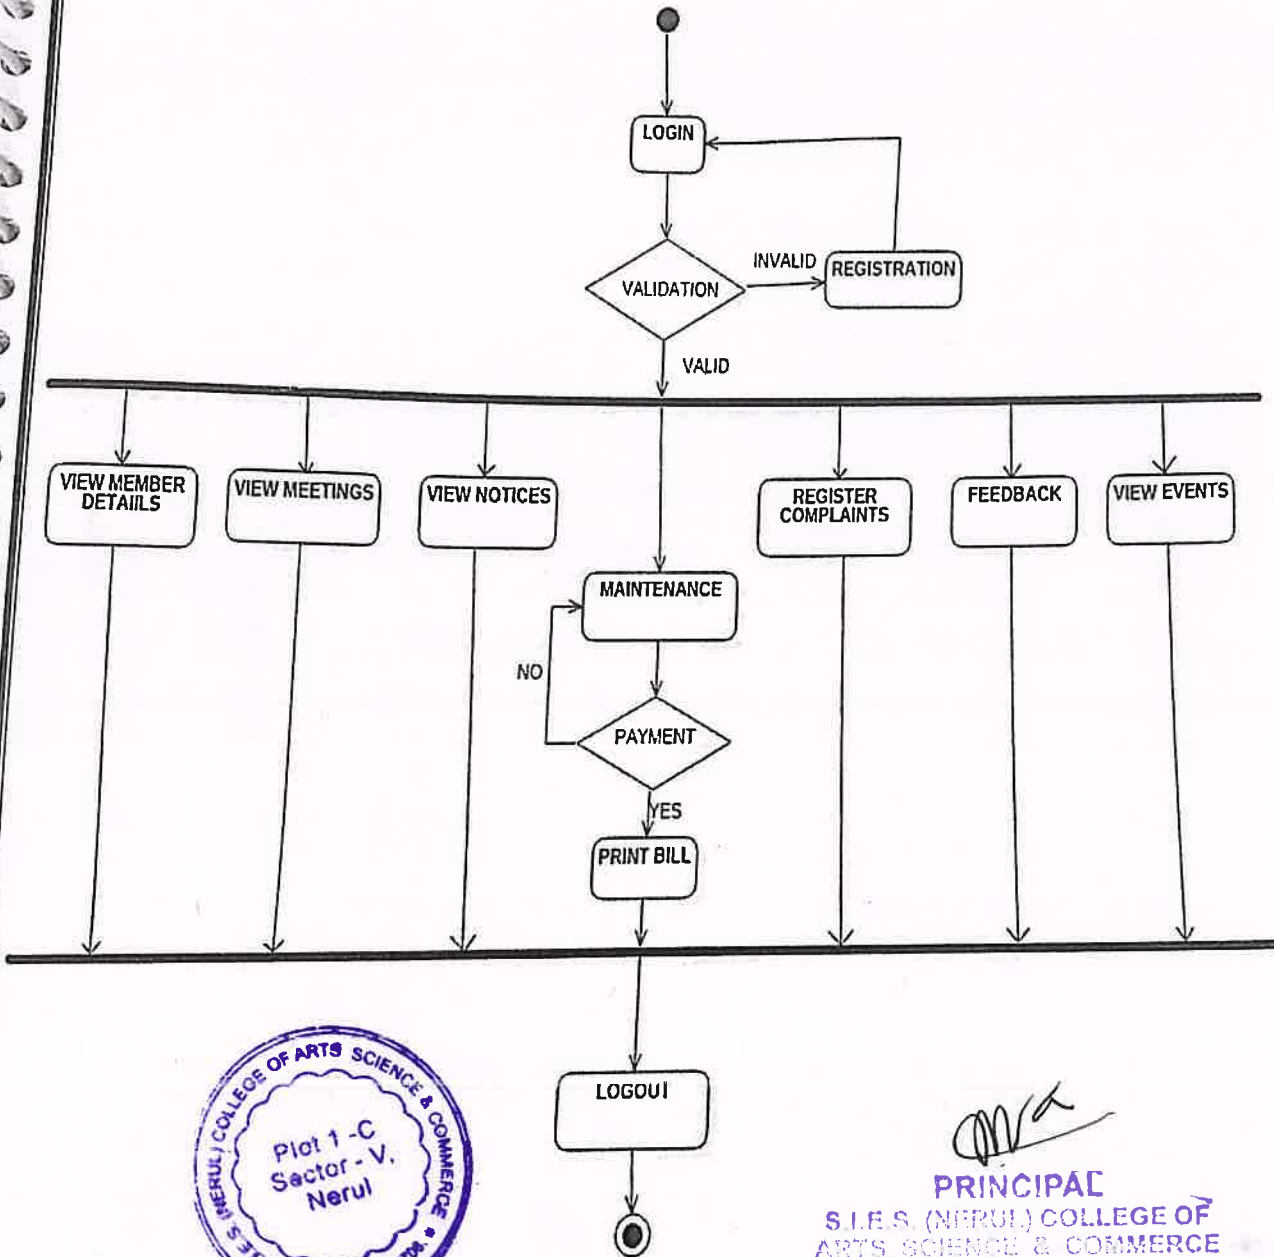 LOGIN
VALIDATION
INVALID
REGISTRATION
VALID
VIEW MEMBER
DETAIILS
VIEW MEETINGS
VIEW NOTICES
REGISTER
COMPLAINTS
FEEDBACK
VIEW EVENTS
MAINTENANCE
NO
PAYMENT
YES
PRINT BILL
LOGOUT
(NERUL) COLLEGE OF ARTS SCIENCE & COMMERCE
Plot 1 -C
Sector - V,
Nerul
PRINCIPAL
S.I.E.S. (NERUL) COLLEGE OF
ARTS SCIENCE & COMMERCE